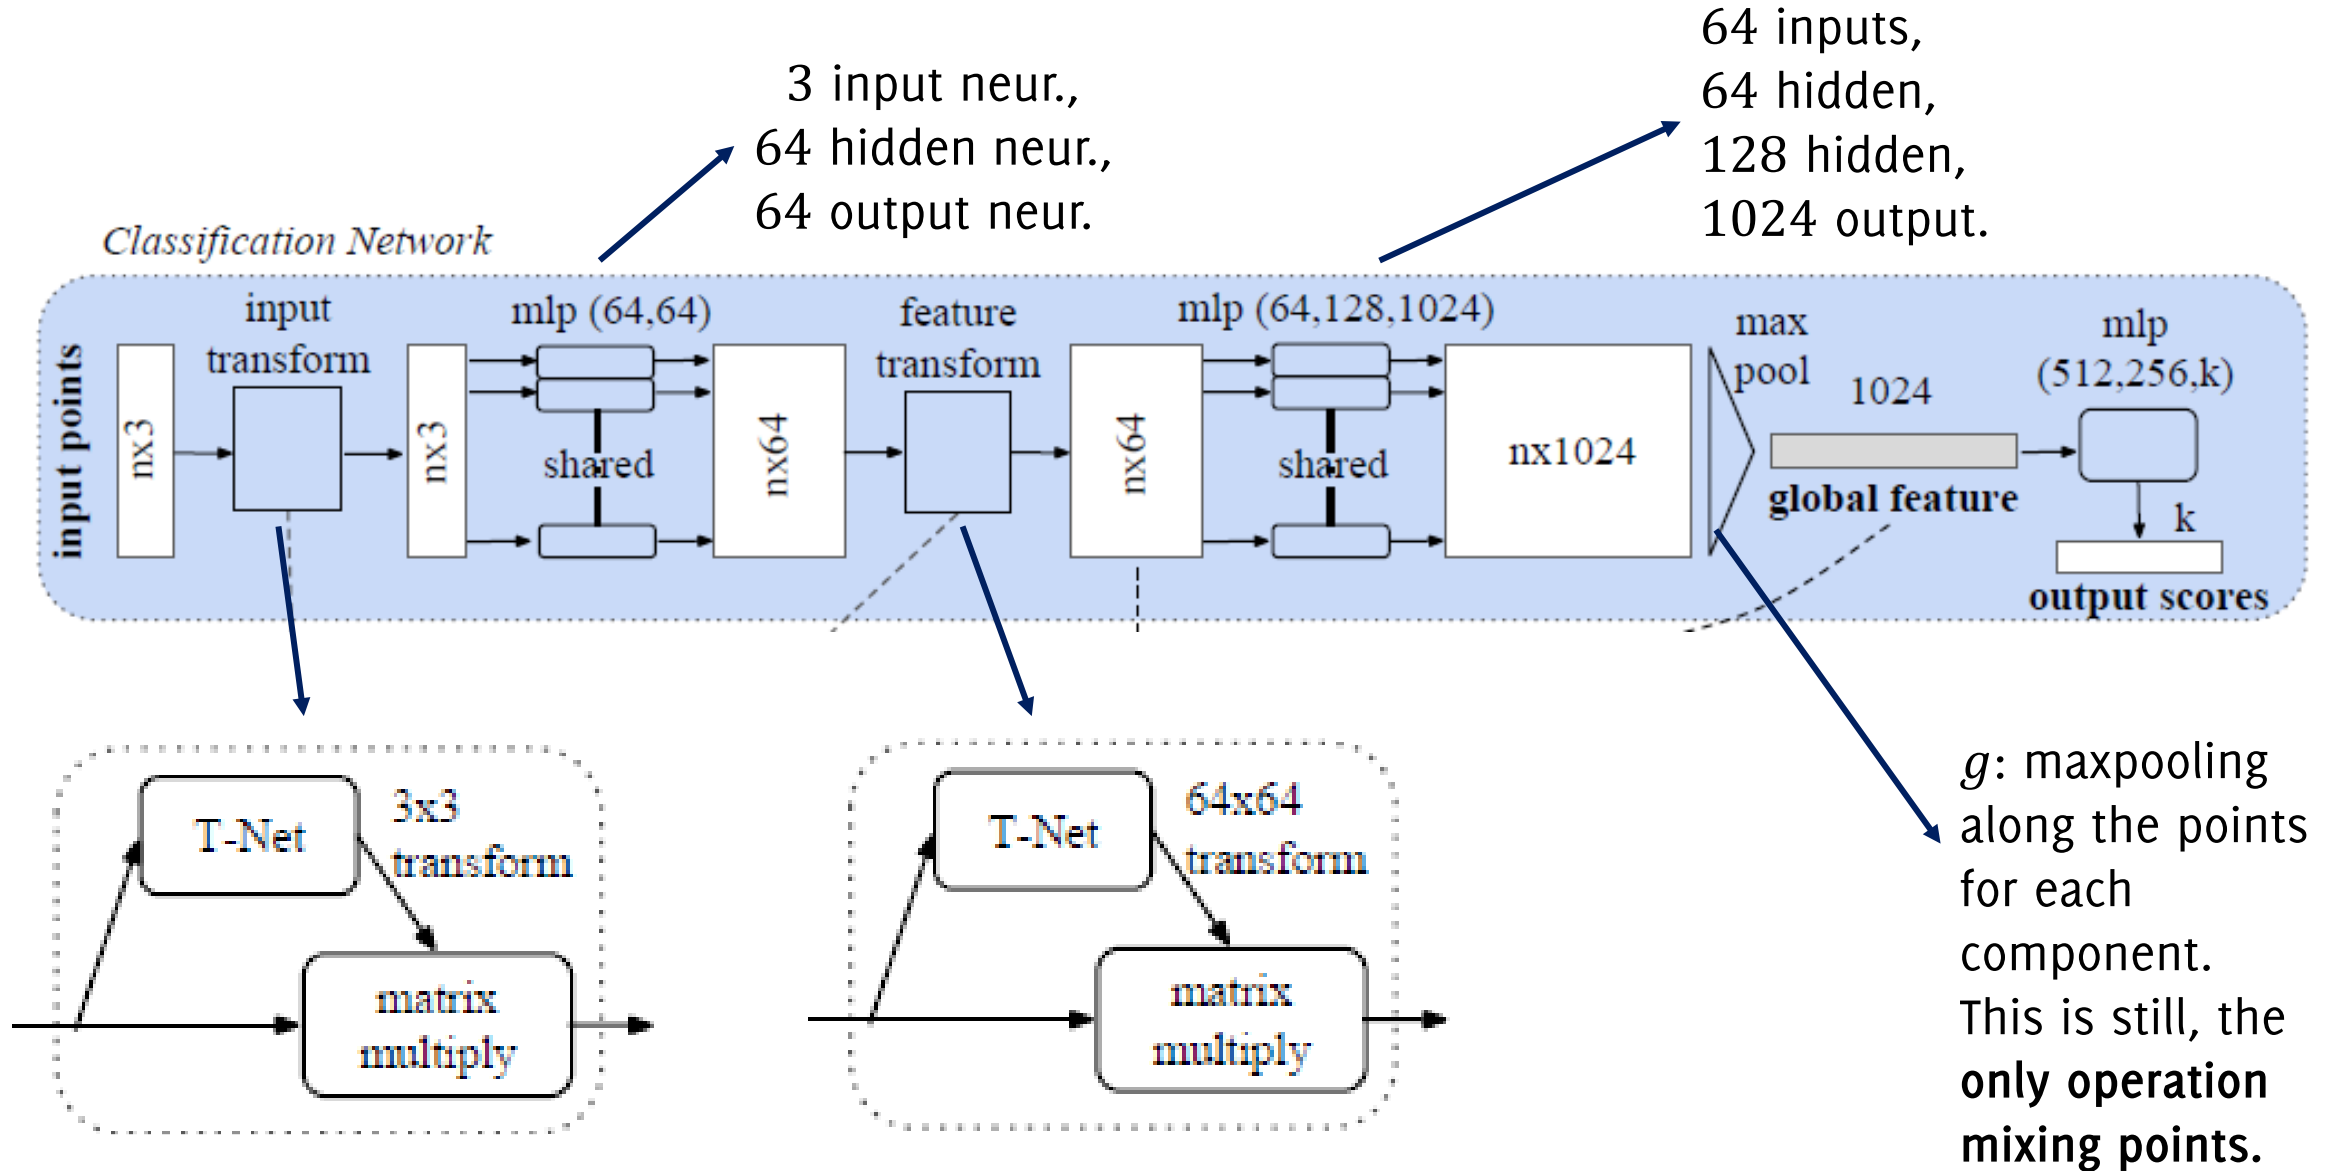 64 inputs,
64 hidden,
128 hidden,
1024 output.
3 input neur.,
64 hidden neur.,
64 output neur.
Classification Network
input points
nx3
input
transform
nx3
mlp (64,64)
shared
nx64
feature
transform
nx64
mlp (64,128,1024)
shared
nx1024
max
pool
1024
global feature
mlp
(512,256,k)
k
output scores
T-Net
3x3
transform
matrix
multiply
T-Net
64x64
transform
matrix
multiply
g: maxpooling
along the points
for each
component.
This is still, the
only operation
mixing points.